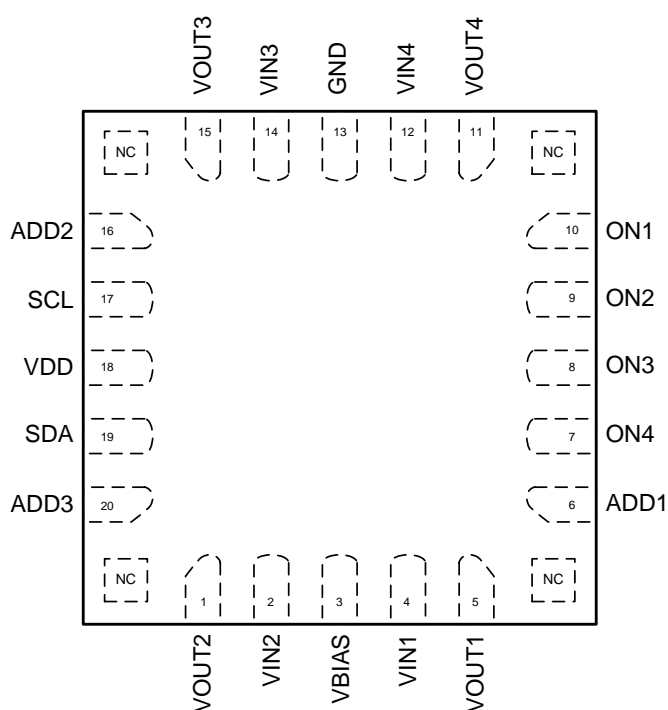 VOUT3 VIN3 GND VIN4 VOUT4
NC 15 14 13 12 11 NC
ADD2 16 10 ON1
SCL 17 9 ON2
VDD 18 8 ON3
SDA 19 7 ON4
ADD3 20 6 ADD1
NC 1 2 3 4 5 NC
VOUT2 VIN2 VBIAS VIN1 VOUT1